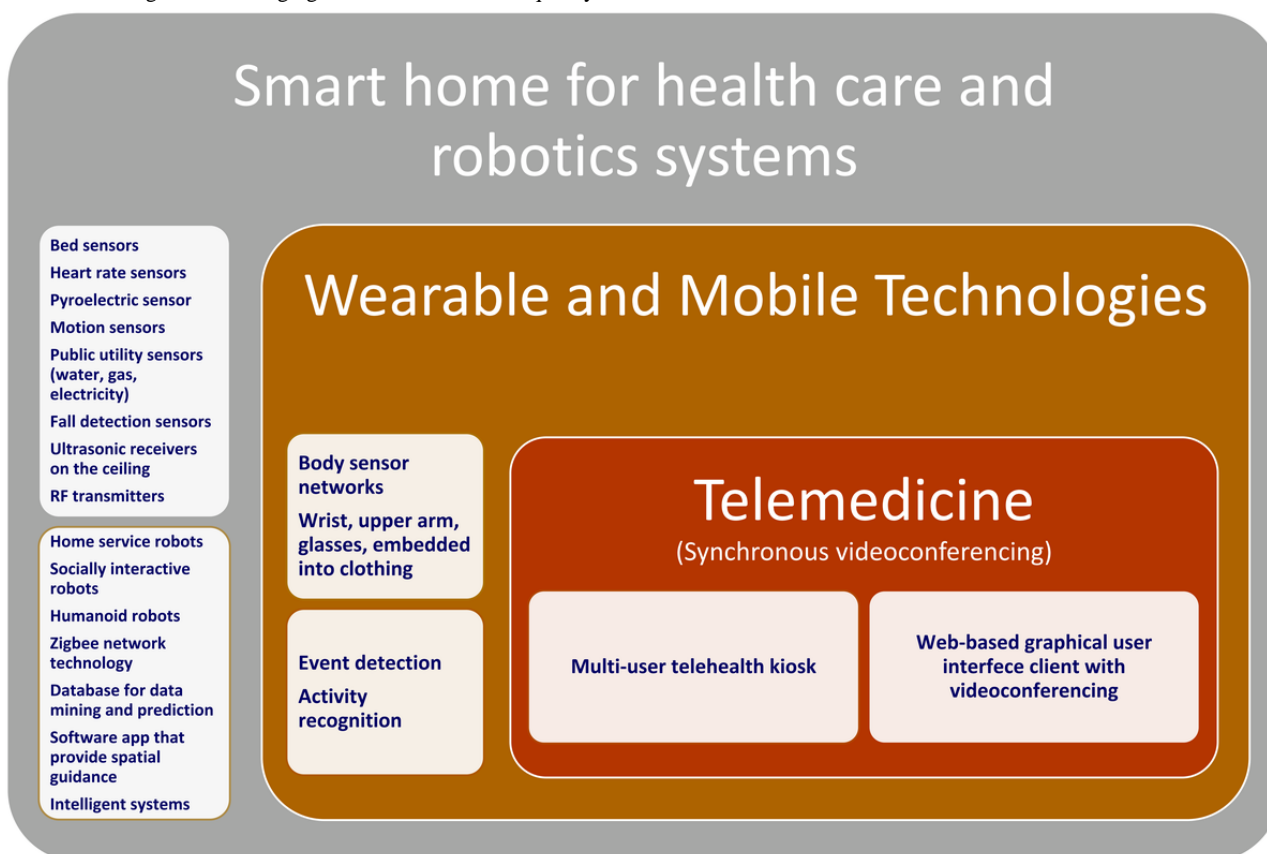 Smart home for health care and
robotics systems
Bed sensors
Heart rate sensors
Pyroelectric sensor
Motion sensors
Public utility sensors
(water, gas,
electricity)
Fall detection sensors
Ultrasonic receivers
on the ceiling
RF transmitters
Home service robots
Socially interactive
robots
Humanoid robots
Zigbee network
technology
Database for data
mining and prediction
Software app that
provide spatial
guidance
Intelligent systems
Wearable and Mobile Technologies
Body sensor
networks
Wrist, upper arm,
glasses, embedded
into clothing
Event detection
Activity
recognition
Telemedicine
(Synchronous videoconferencing)
Multi-user telehealth kiosk
Web-based graphical user
interfece client with
videoconferencing